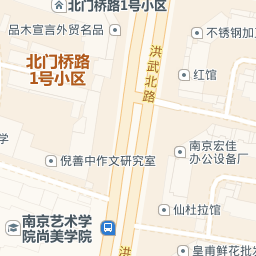 北门桥路1号小区
品木宣言外贸名品
不锈钢加工
北门桥路
1号小区
洪武北路
红馆
学
倪善中作文研究室
南京宏佳
办公设备厂
仙杜拉馆
南京艺术学
院尚美学院
洪
皇甫鲜花批发